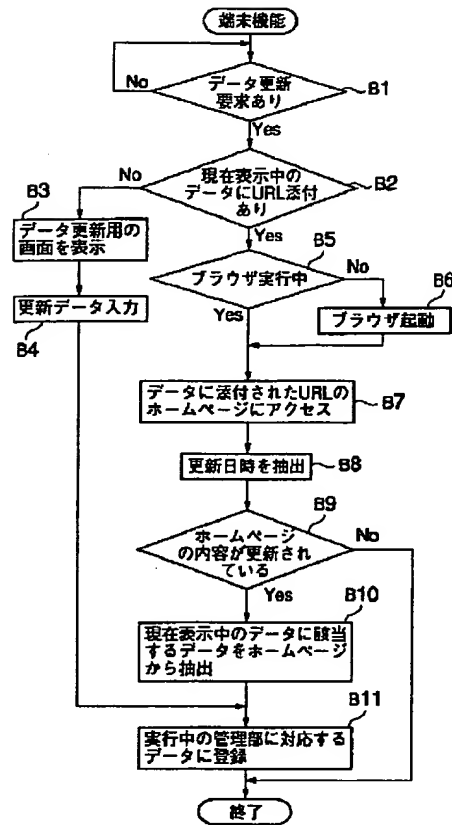 端末機能
データ更新
要求あり
B1
No
Yes
現在表示中の
データにURL添付
あり
B2
No
Yes
B3
データ更新用の
画面を表示
B5
ブラウザ実行中
No
Yes
B6
ブラウザ起動
更新データ入力
B4
データに添付されたURLの
ホームページにアクセス
B7
更新日時を抽出
B8
B9
ホームページ
の内容が更新され
ている
No
Yes
B10
現在表示中のデータに該当
するデータをホームページ
から抽出
B11
実行中の管理部に対応する
データに登録
終了